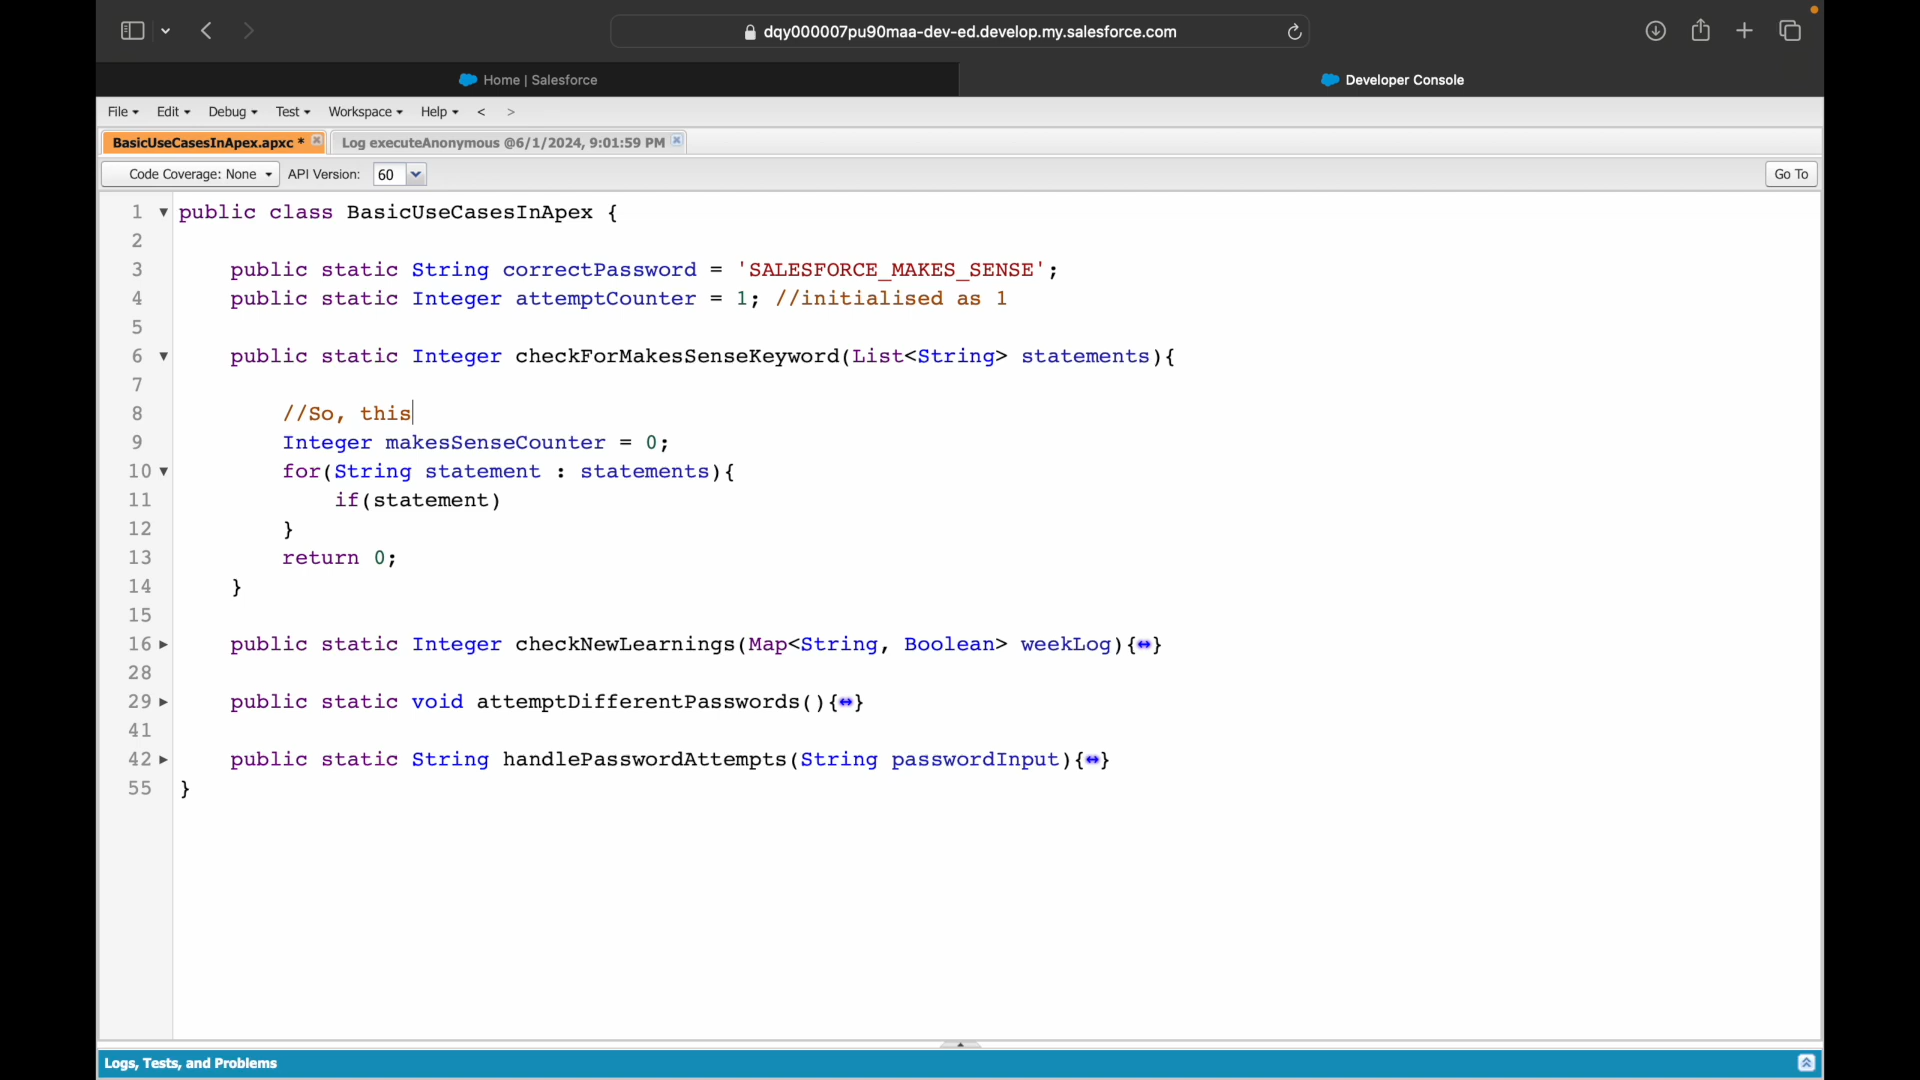 dqy000007pu90maa-dev-ed.develop.my.salesforce.com
Home | Salesforce
Developer Console
File Edit Debug Test Workspace Help < >
BasicUseCasesInApex.apxc *
Log executeAnonymous @6/1/2024, 9:01:59 PM
Code Coverage: None API Version: 60 Go To
1 public class BasicUseCasesInApex {
2
3 public static String correctPassword = 'SALESFORCE_MAKES_SENSE';
4 public static Integer attemptCounter = 1; //initialised as 1
5
6 public static Integer checkForMakesSenseKeyword(List<String> statements){
7
8 //So, this
9 Integer makesSenseCounter = 0;
10 for(String statement : statements){
11 if(statement)
12 }
13 return 0;
14 }
15
16 public static Integer checkNewLearnings(Map<String, Boolean> weekLog){↔}
28
29 public static void attemptDifferentPasswords(){↔}
41
42 public static String handlePasswordAttempts(String passwordInput){↔}
55 }
Logs, Tests, and Problems